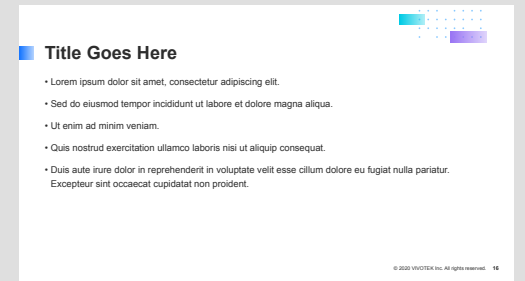 Title Goes Here
• Lorem ipsum dolor sit amet, consectetur adipiscing elit.
• Sed do eiusmod tempor incididunt ut labore et dolore magna aliqua.
• Ut enim ad minim veniam.
• Quis nostrud exercitation ullamco laboris nisi ut aliquip consequat.
• Duis aute irure dolor in reprehenderit in voluptate velit esse cillum dolore eu fugiat nulla pariatur.
Excepteur sint occaecat cupidatat non proident.
© 2020 VIVOTEK Inc. All rights reserved. 16